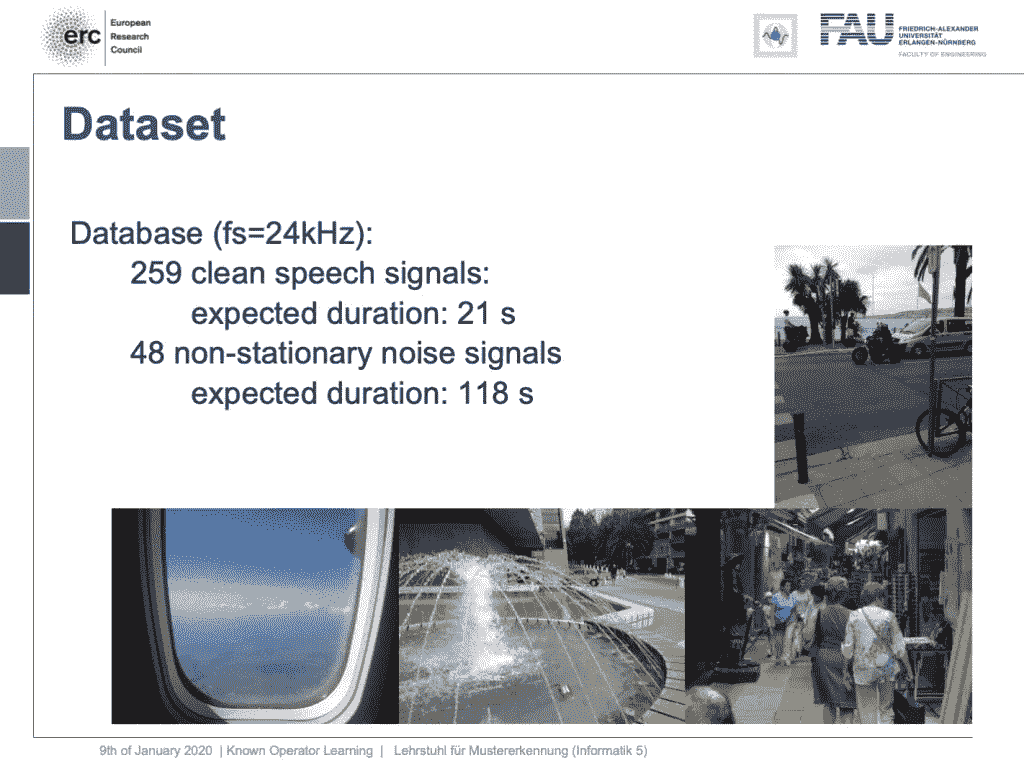 erc
European
Research
Council
FAU
FRIEDRICH-ALEXANDER
UNIVERSITÄT
ERLANGEN-NÜRNBERG
FACULTY OF ENGINEERING
Dataset
Database (fs=24kHz):
259 clean speech signals:
expected duration: 21 s
48 non-stationary noise signals
expected duration: 118 s
9th of January 2020 | Known Operator Learning | Lehrstuhl für Mustererkennung (Informatik 5)